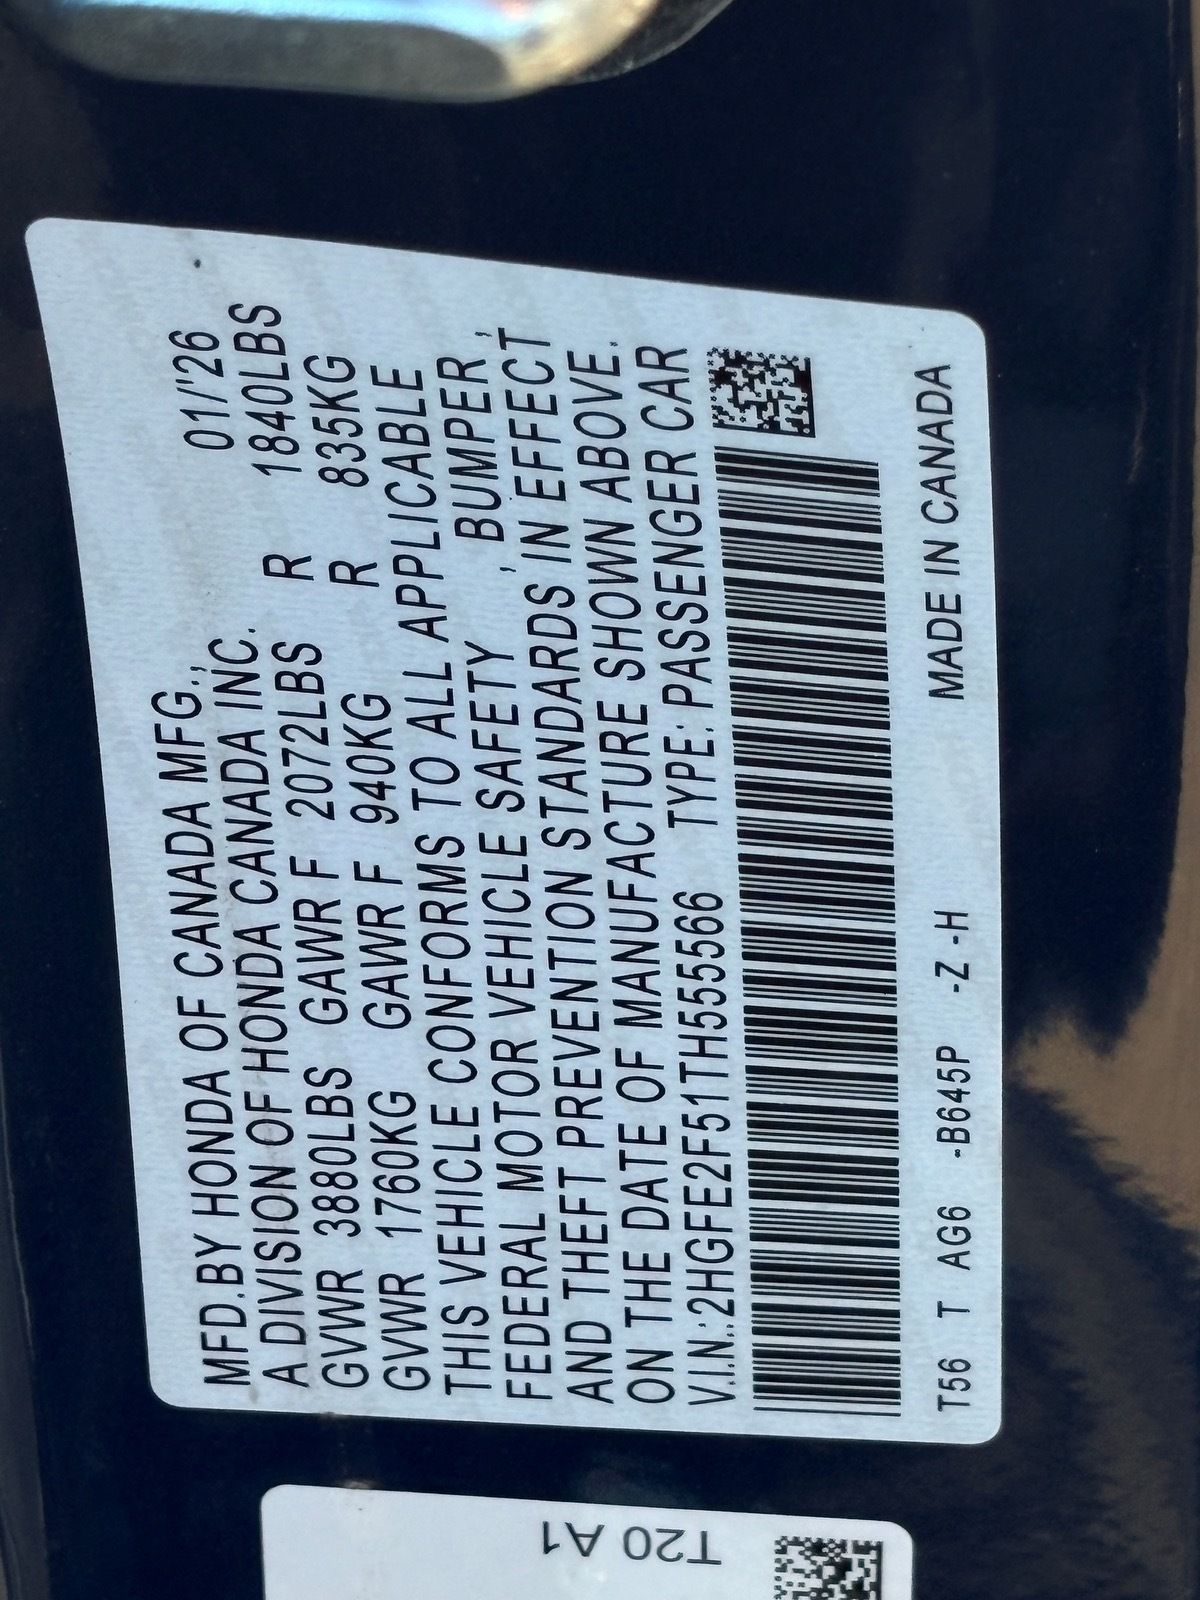 MFD.BY HONDA OF CANADA MFG., 01/'26
A DIVISION OF HONDA CANADA INC.
GVWR 3880LBS GAWR F 2072LBS R 1840LBS
GVWR 1760KG GAWR F 940KG R 835KG
THIS VEHICLE CONFORMS TO ALL APPLICABLE
FEDERAL MOTOR VEHICLE SAFETY , BUMPER ,
AND THEFT PREVENTION STANDARDS IN EFFECT
ON THE DATE OF MANUFACTURE SHOWN ABOVE.
V.I.N.:2HGFE2F51TH555566 TYPE: PASSENGER CAR
T56 T AG6 -B645P -Z -H MADE IN CANADA
T20 A1